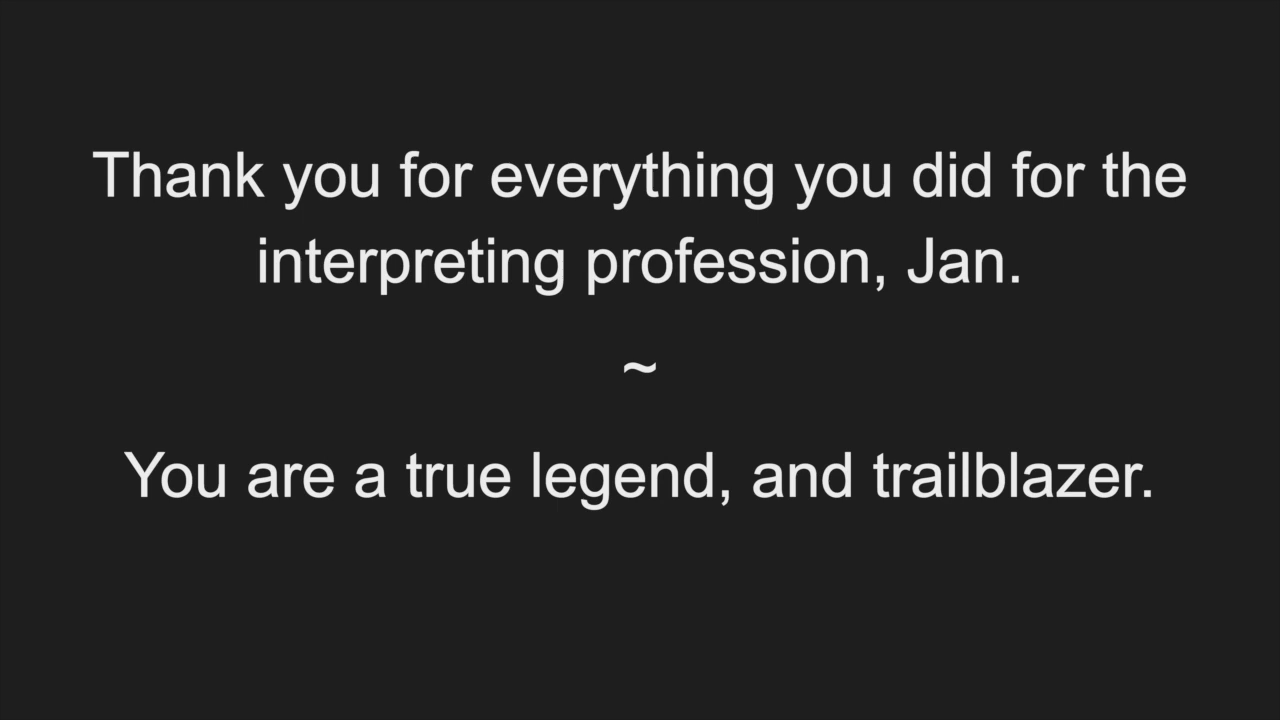 Thank you for everything you did for the
interpreting profession, Jan.
~
You are a true legend, and trailblazer.